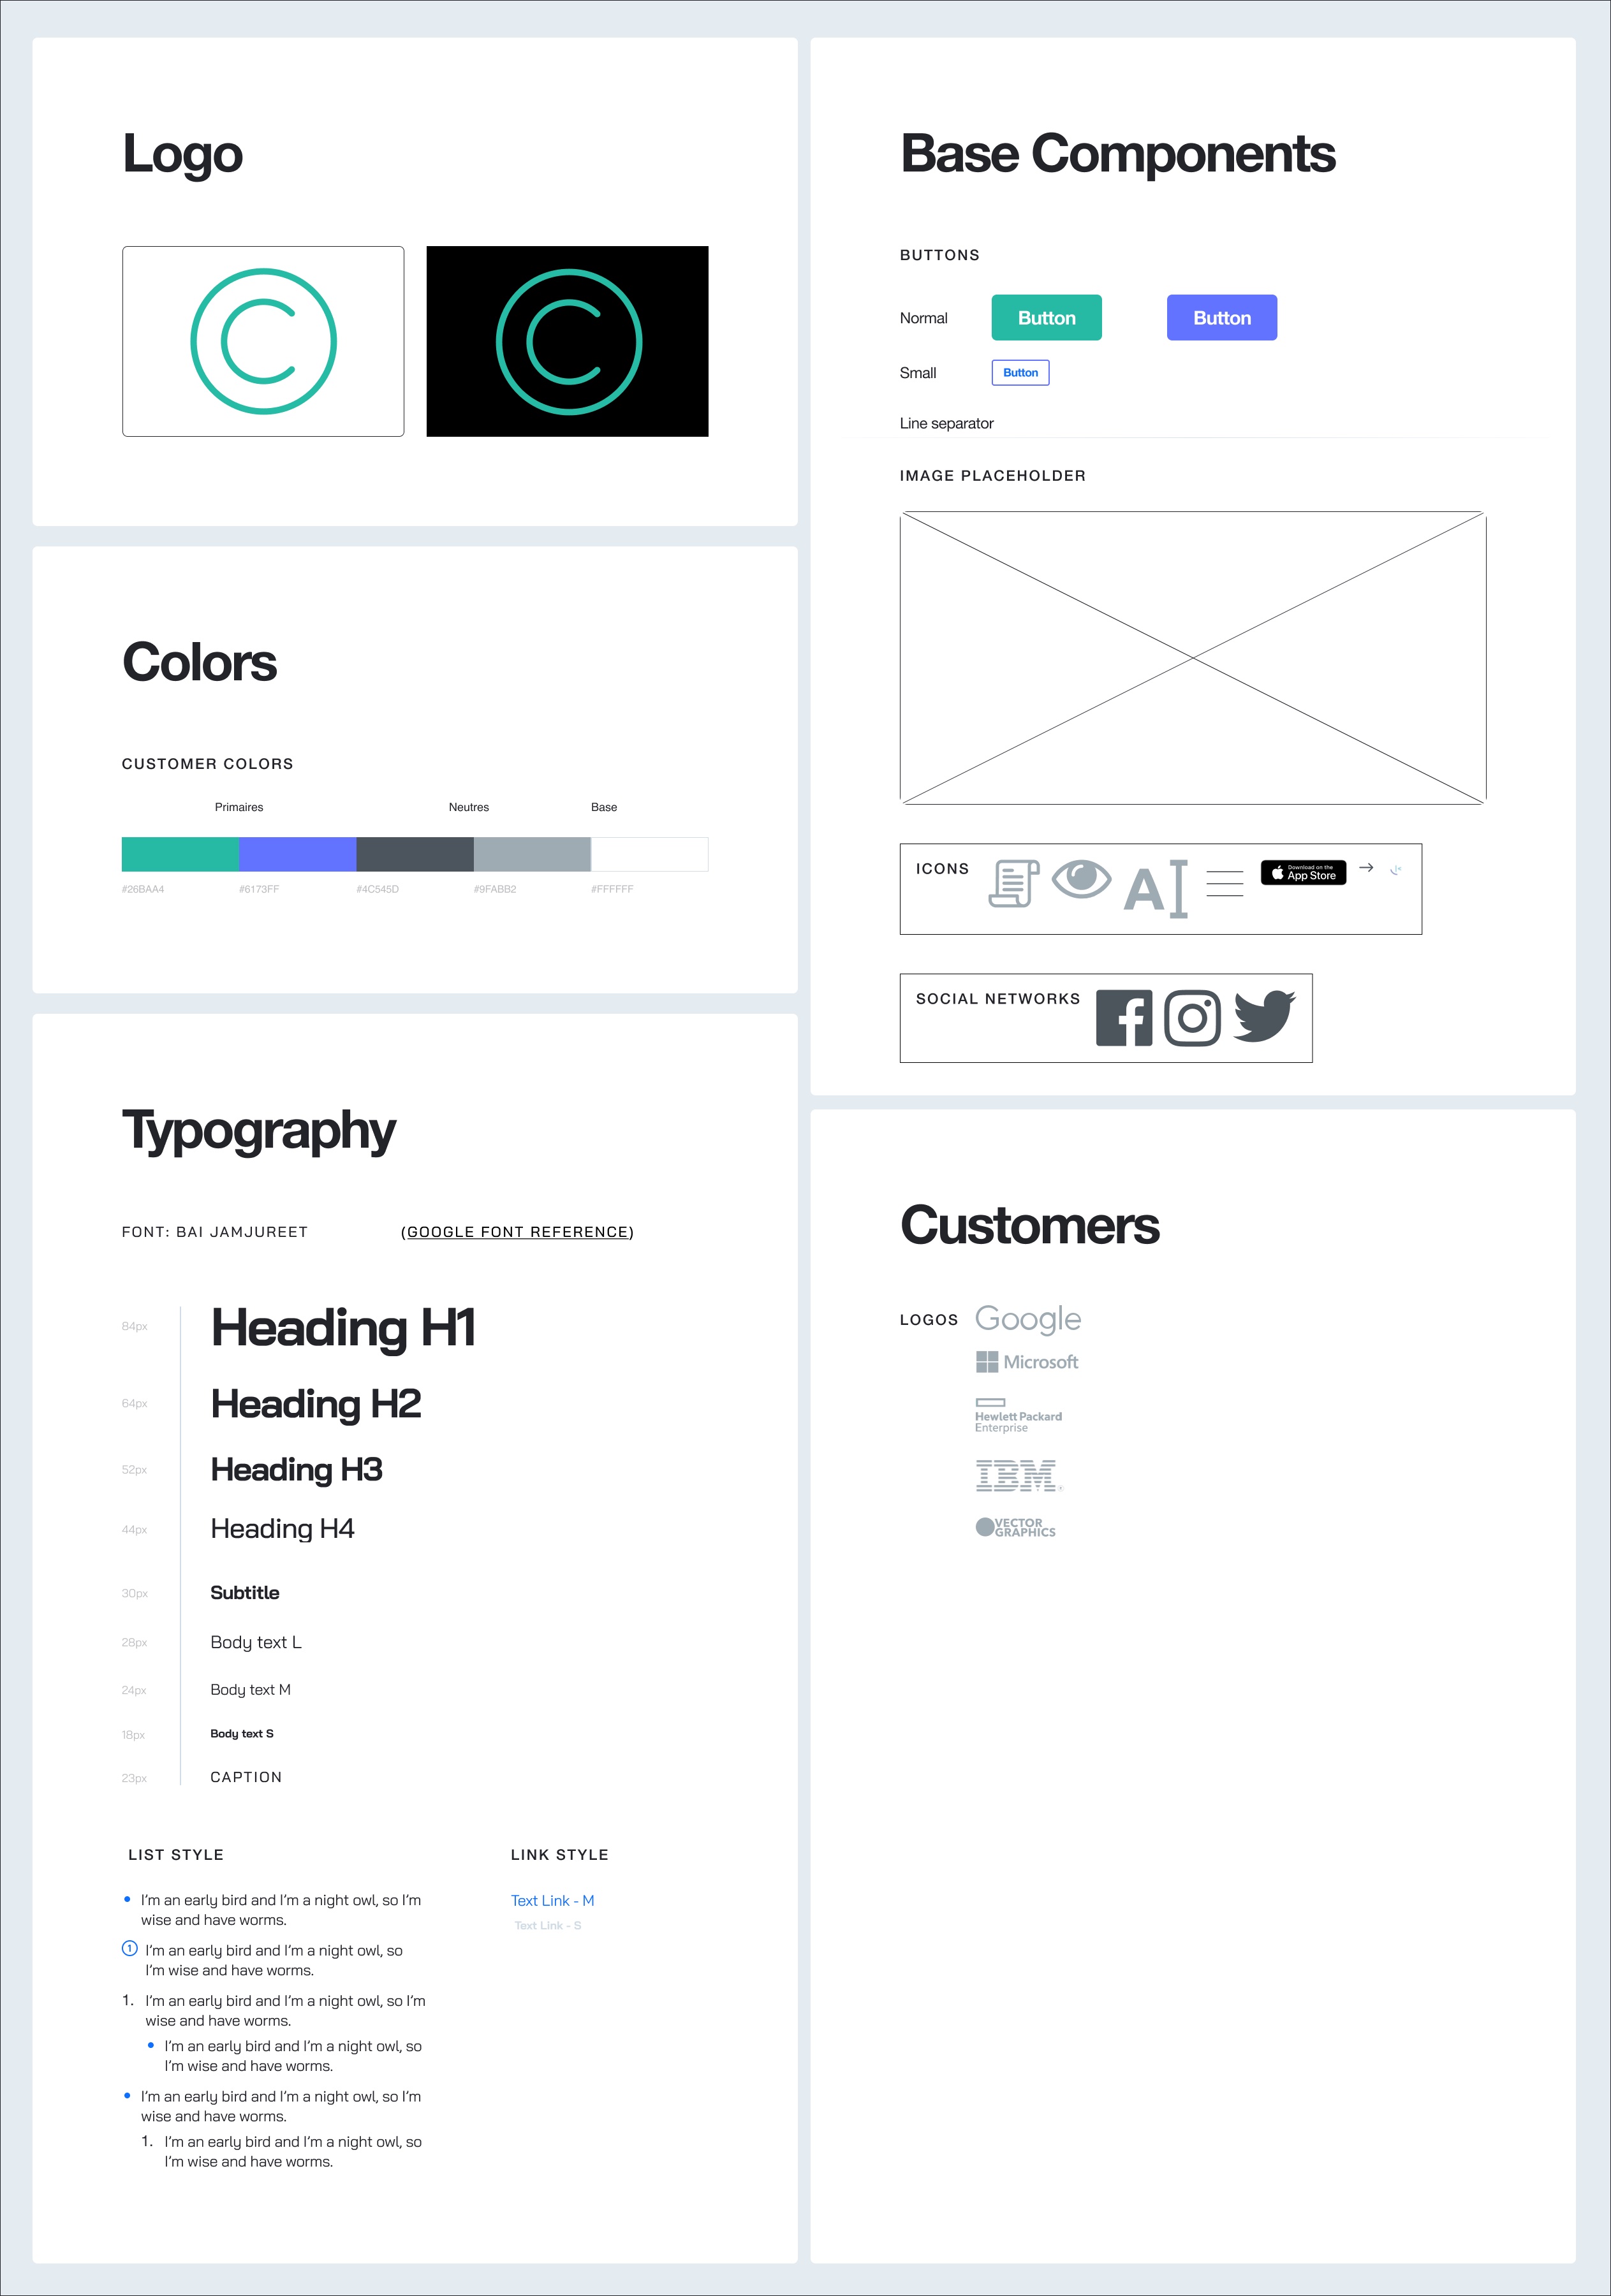 Logo
Colors
CUSTOMER COLORS
Primaires Neutres Base
#26BAA4 #6173FF #4C545D #9FABB2 #FFFFFF
Typography
FONT: BAI JAMJUREET (GOOGLE FONT REFERENCE)
84px Heading H1
64px Heading H2
52px Heading H3
44px Heading H4
30px Subtitle
28px Body text L
24px Body text M
18px Body text S
23px CAPTION
LIST STYLE
I'm an early bird and I'm a night owl, so I'm
wise and have worms.
1 I'm an early bird and I'm a night owl, so
I'm wise and have worms.
1. I'm an early bird and I'm a night owl, so I'm
wise and have worms.
I'm an early bird and I'm a night owl, so
I'm wise and have worms.
I'm an early bird and I'm a night owl, so I'm
wise and have worms.
1. I'm an early bird and I'm a night owl, so
I'm wise and have worms.
LINK STYLE
Text Link - M
Text Link - S
Base Components
BUTTONS
Normal Button Button
Small Button
Line separator
IMAGE PLACEHOLDER
ICONS A Download on the
App Store
SOCIAL NETWORKS
Customers
LOGOS Google
Microsoft
Hewlett Packard
Enterprise
IBM®
VECTOR
GRAPHICS